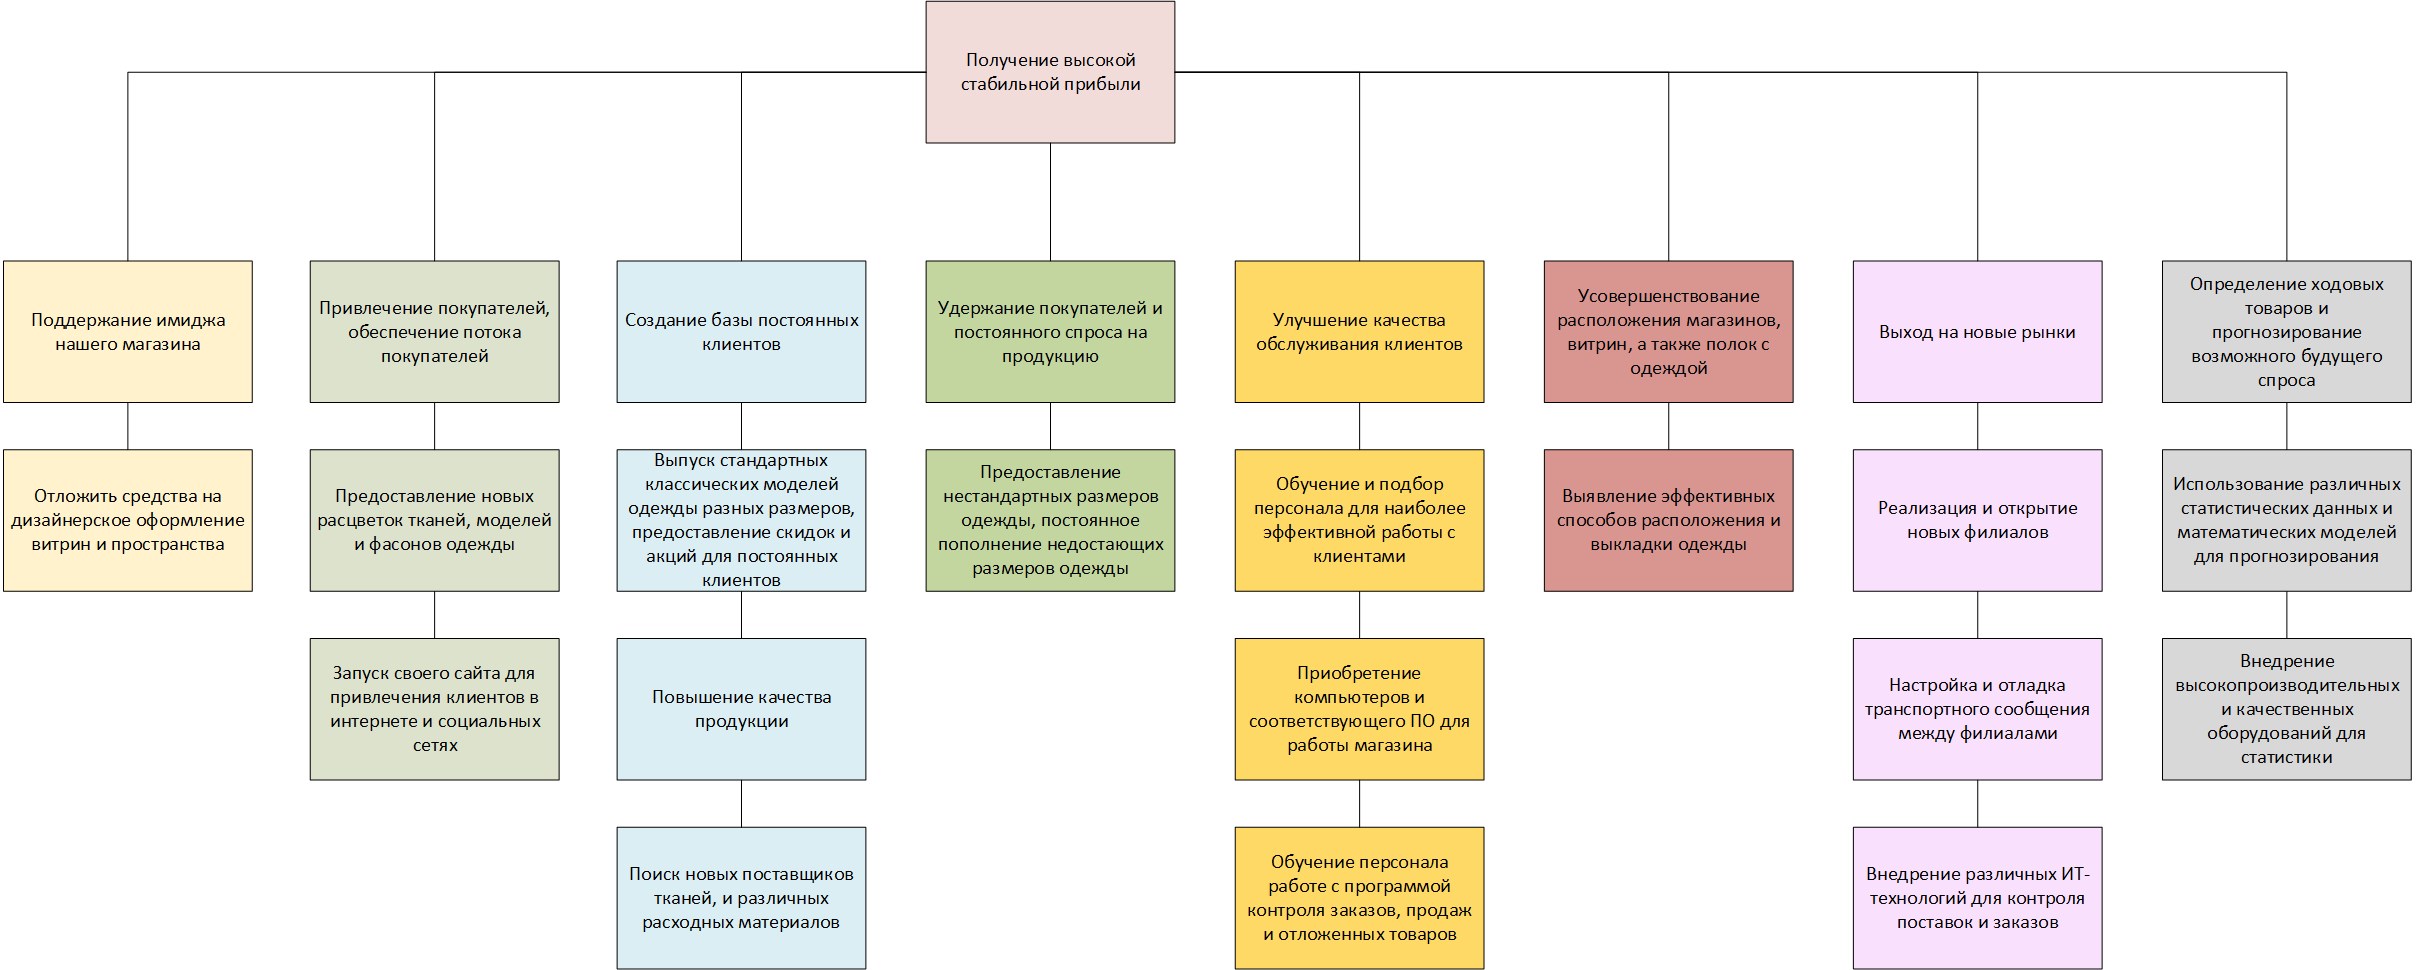 Получение высокой
стабильной прибыли
Поддержание имиджа
нашего магазина
Привлечение покупателей,
обеспечение потока
покупателей
Создание базы постоянных
клиентов
Удержание покупателей и
постоянного спроса на
продукцию
Улучшение качества
обслуживания клиентов
Усовершенствование
расположения магазинов,
витрин, а также полок с
одеждой
Выход на новые рынки
Определение ходовых
товаров и
прогнозирование
возможного будущего
спроса
Отложить средства на
дизайнерское оформление
витрин и пространства
Предоставление новых
расцветок тканей, моделей
и фасонов одежды
Выпуск стандартных
классических моделей
одежды разных размеров,
предоставление скидок и
акций для постоянных
клиентов
Предоставление
нестандартных размеров
одежды, постоянное
пополнение недостающих
размеров одежды
Обучение и подбор
персонала для наиболее
эффективной работы с
клиентами
Выявление эффективных
способов расположения и
выкладки одежды
Реализация и открытие
новых филиалов
Использование различных
статистических данных и
математических моделей
для прогнозирования
Запуск своего сайта для
привлечения клиентов в
интернете и социальных
сетях
Повышение качества
продукции
Приобретение
компьютеров и
соответствующего ПО для
работы магазина
Настройка и отладка
транспортного сообщения
между филиалами
Внедрение
высокопроизводительных
и качественных
оборудований для
статистики
Поиск новых поставщиков
тканей, и различных
расходных материалов
Обучение персонала
работе с программой
контроля заказов, продаж
и отложенных товаров
Внедрение различных ИТ-
технологий для контроля
поставок и заказов